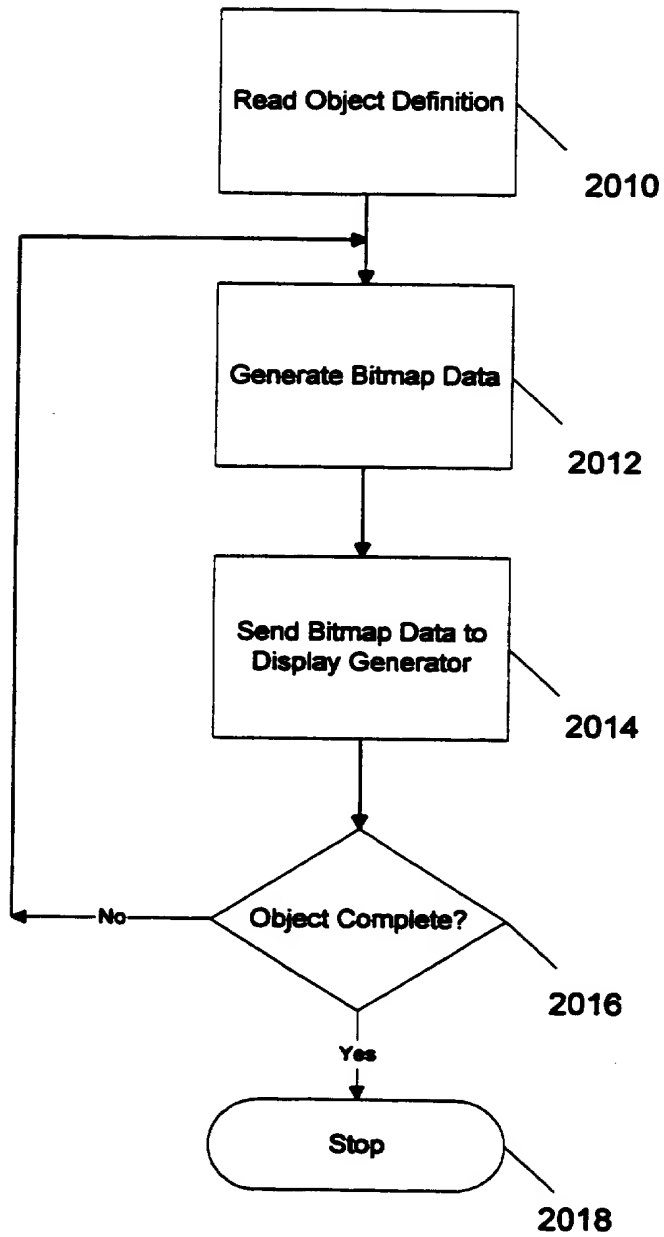 Read Object Definition
2010
Generate Bitmap Data
2012
Send Bitmap Data to
Display Generator
2014
Object Complete?
No
2016
Yes
Stop
2018